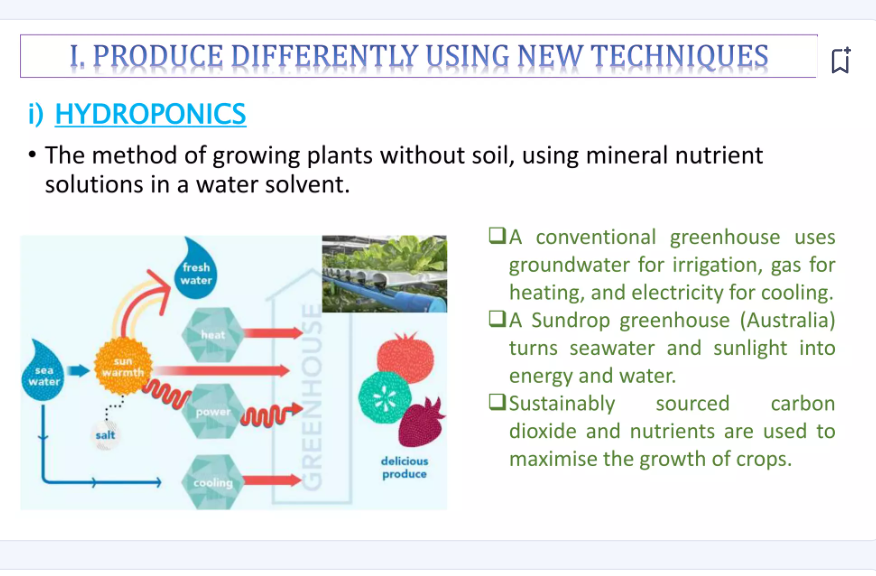 I. PRODUCE DIFFERENTLY USING NEW TECHNIQUES
i) HYDROPONICS
• The method of growing plants without soil, using mineral nutrient
solutions in a water solvent.
fresh
water
heat
sea
water
sun
warmth
power
salt
cooling
GREENHOUSE
delicious
produce
❑A conventional greenhouse uses
groundwater for irrigation, gas for
heating, and electricity for cooling.
❑A Sundrop greenhouse (Australia)
turns seawater and sunlight into
energy and water.
❑Sustainably sourced carbon
dioxide and nutrients are used to
maximise the growth of crops.